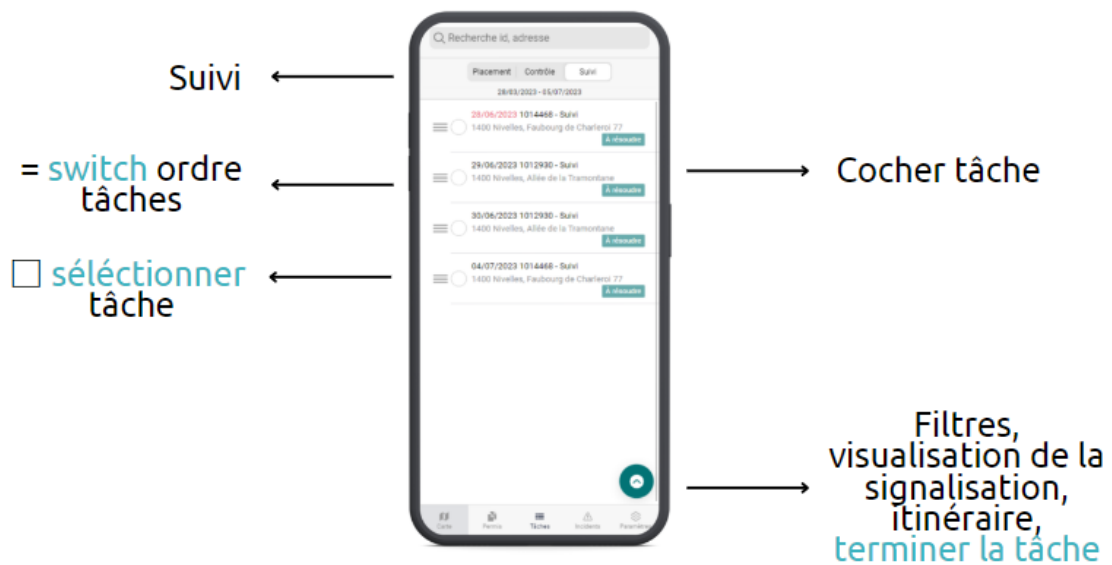 Recherche id, adresse
Placement Contrôle Suivi
28/03/2023 - 05/07/2023
28/06/2023 1014468 - Suivi
1400 Nivelles, Faubourg de Charleroi 77
À résoudre
29/06/2023 1012930 - Suivi
1400 Nivelles, Allée de la Tramontane
À résoudre
30/06/2023 1012930 - Suivi
1400 Nivelles, Allée de la Tramontane
À résoudre
04/07/2023 1014468 - Suivi
1400 Nivelles, Faubourg de Charleroi 77
À résoudre
Carte Permis Tâches Incidents Paramètres
Suivi
= switch ordre
tâches
□ séléctionner
tâche
Cocher tâche
Filtres,
visualisation de la
signalisation,
itinéraire,
terminer la tâche